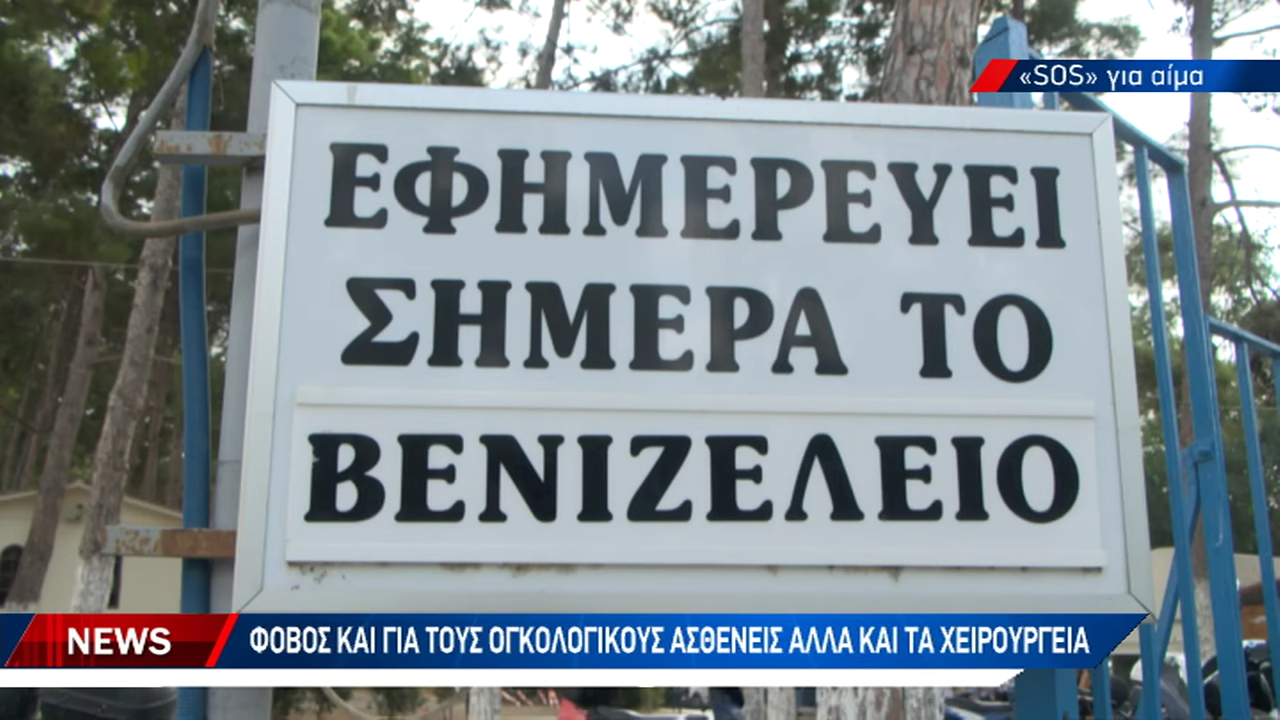 «SOS» για αίμα
ΕΦΗΜΕΡΕΥΕΙ
ΣΗΜΕΡΑ ΤΟ
ΒΕΝΙΖΕΛΕΙΟ
NEWS
ΦΟΒΟΣ ΚΑΙ ΓΙΑ ΤΟΥΣ ΟΓΚΟΛΟΓΙΚΟΥΣ ΑΣΘΕΝΕΙΣ ΑΛΛΑ ΚΑΙ ΤΑ ΧΕΙΡΟΥΡΓΕΙΑ